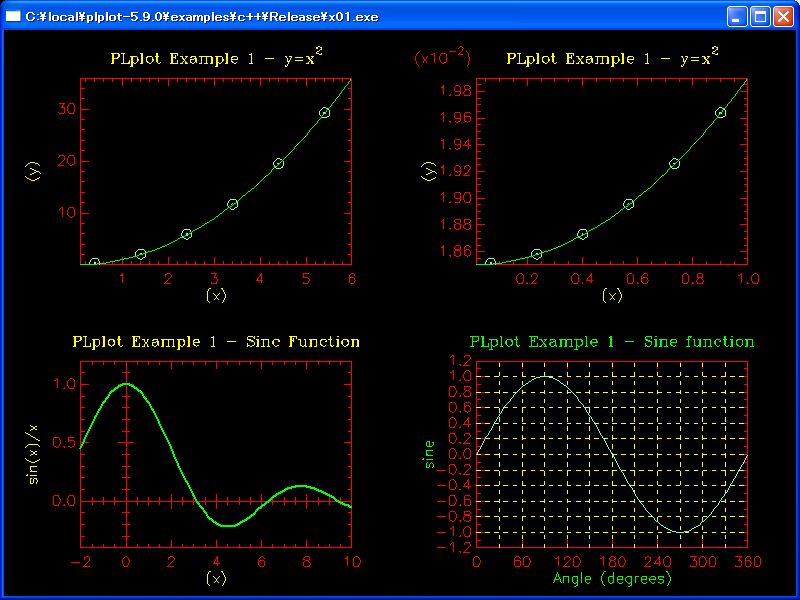 C:¥local¥plplot-5.9.0¥examples¥c++¥Release¥x01.exe
PLplot Example 1 - y=x²
30
20
10
(y)
1 2 3 4 5 6
(x)
(x10⁻²)
PLplot Example 1 - y=x²
1.98
1.96
1.94
1.92
1.90
1.88
1.86
(y)
0.2 0.4 0.6 0.8 1.0
(x)
PLplot Example 1 - Sinc Function
1.0
0.5
0.0
sin(x)/x
-2 0 2 4 6 8 10
(x)
PLplot Example 1 - Sine function
1.2
1.0
0.8
0.6
0.4
0.2
0.0
-0.2
-0.4
-0.6
-0.8
-1.0
-1.2
sine
0 60 120 180 240 300 360
Angle (degrees)